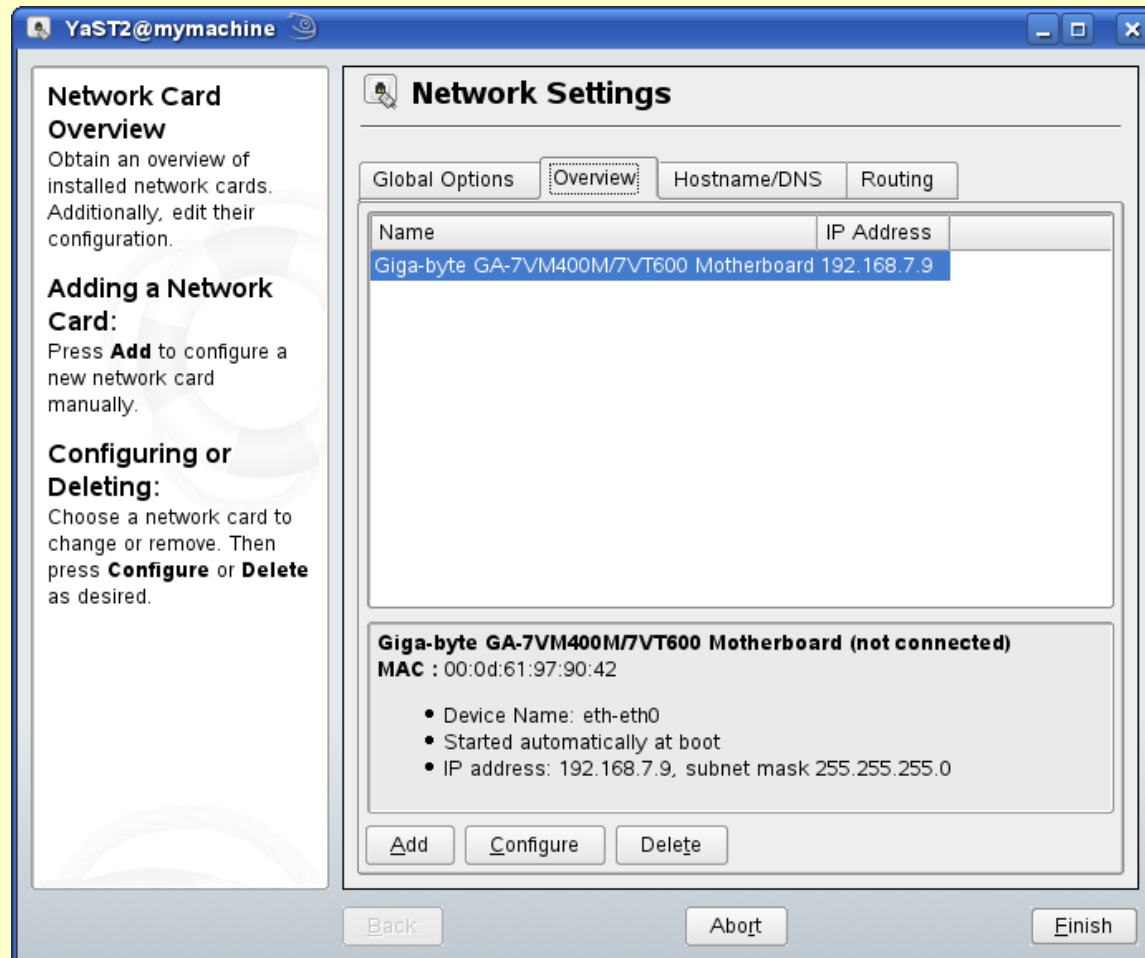 YaST2@mymachine
Network Card
Overview
Obtain an overview of
installed network cards.
Additionally, edit their
configuration.
Adding a Network
Card:
Press Add to configure a
new network card
manually.
Configuring or
Deleting:
Choose a network card to
change or remove. Then
press Configure or Delete
as desired.
Network Settings
Global Options Overview Hostname/DNS Routing
Name IP Address
Giga-byte GA-7VM400M/7VT600 Motherboard 192.168.7.9
Giga-byte GA-7VM400M/7VT600 Motherboard (not connected)
MAC : 00:0d:61:97:90:42
• Device Name: eth-eth0
• Started automatically at boot
• IP address: 192.168.7.9, subnet mask 255.255.255.0
Add Configure Delete
Back Abort Finish